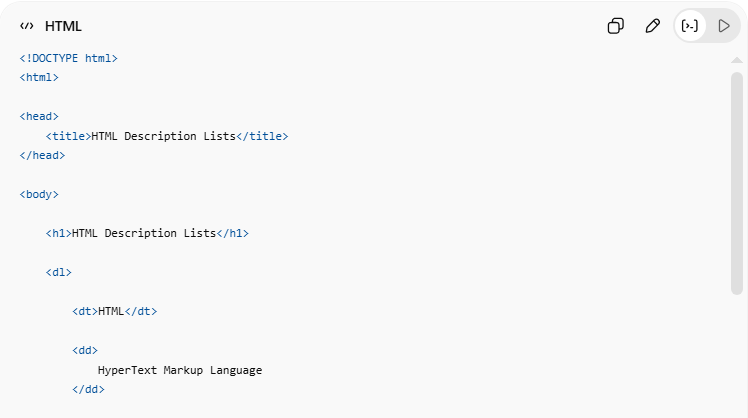 HTML
<!DOCTYPE html>
<html>
<head>
<title>HTML Description Lists</title>
</head>
<body>
<h1>HTML Description Lists</h1>
<dl>
<dt>HTML</dt>
<dd>
HyperText Markup Language
</dd>